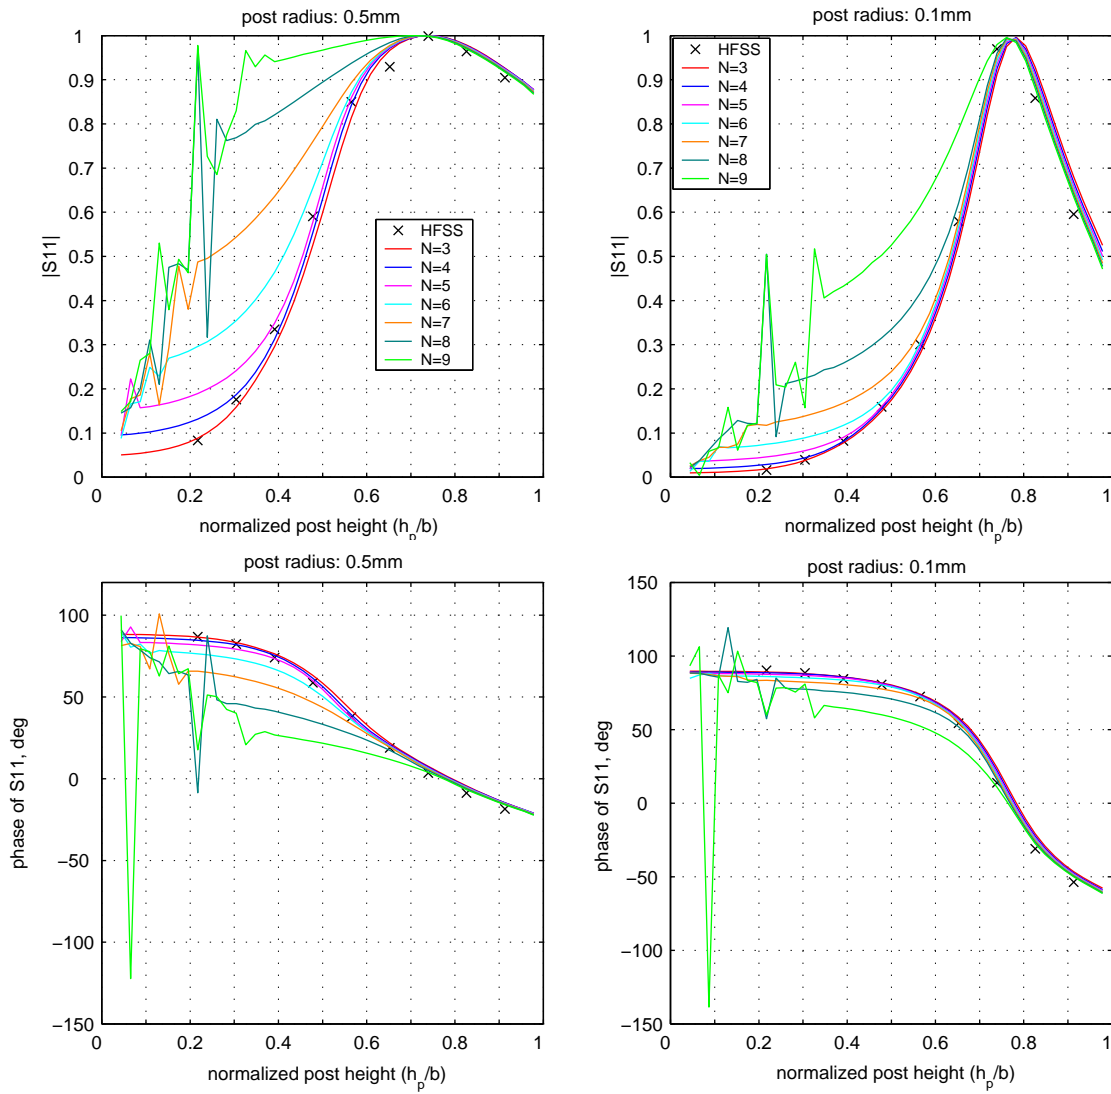 post radius: 0.5mm
1
0.9
0.8
0.7
0.6
0.5
0.4
0.3
0.2
0.1
0
|S11|
HFSS
N=3
N=4
N=5
N=6
N=7
N=8
N=9
0 0.2 0.4 0.6 0.8 1
normalized post height (h_p/b)
post radius: 0.1mm
1
0.9
0.8
0.7
0.6
0.5
0.4
0.3
0.2
0.1
0
|S11|
HFSS
N=3
N=4
N=5
N=6
N=7
N=8
N=9
0 0.2 0.4 0.6 0.8 1
normalized post height (h_p/b)
post radius: 0.5mm
100
50
0
−50
−100
−150
phase of S11, deg
0 0.2 0.4 0.6 0.8 1
normalized post height (h_p/b)
post radius: 0.1mm
150
100
50
0
−50
−100
−150
phase of S11, deg
0 0.2 0.4 0.6 0.8 1
normalized post height (h_p/b)